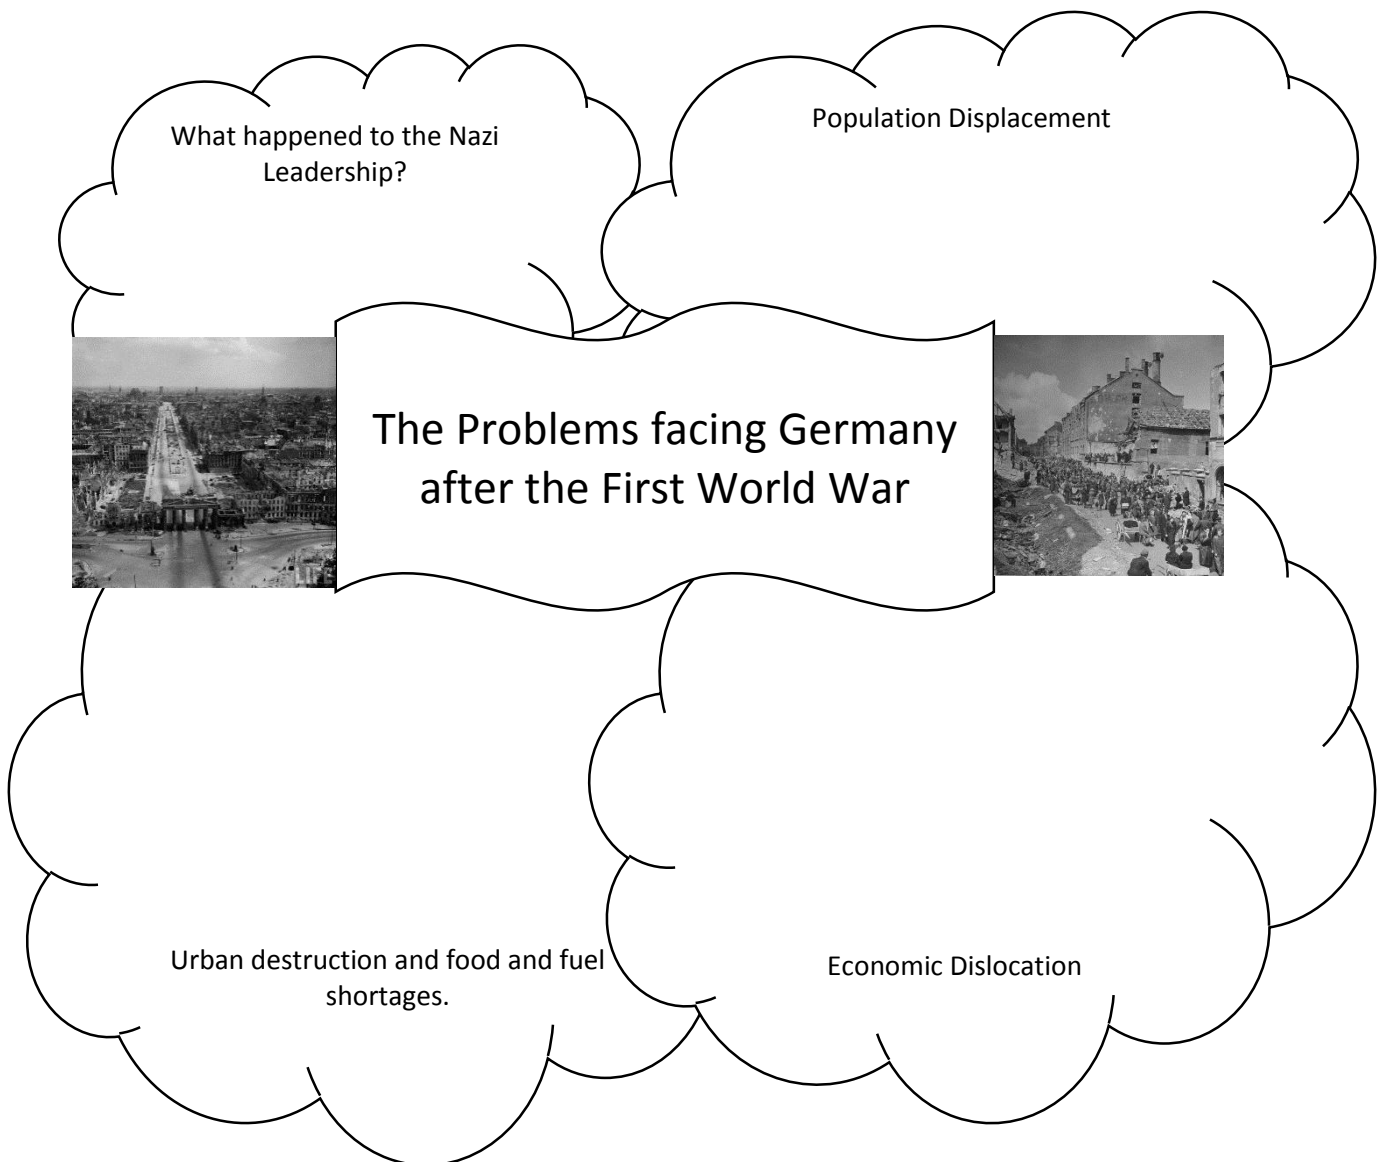 What happened to the Nazi
Leadership?
Population Displacement
The Problems facing Germany
after the First World War
Urban destruction and food and fuel
shortages.
Economic Dislocation